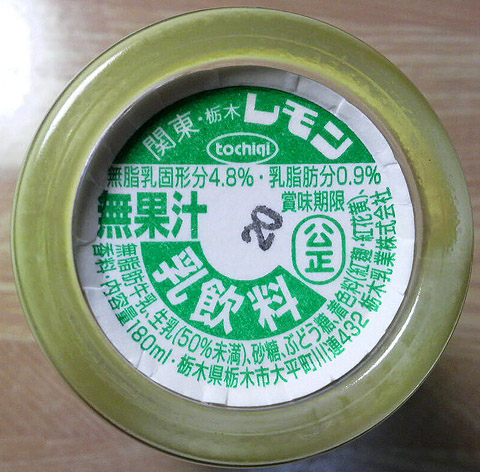 関東・栃木レモン
tochigi
無脂乳固形分4.8%・乳脂肪分0.9%
無果汁
賞味期限
20
公正
乳飲料
無脂肪牛乳、生乳(50%未満)、砂糖、ぶどう糖、着色料(紅麹、紅花黄)、
香料・内容量180ml・栃木県栃木市大平町川連432 栃木乳業株式会社